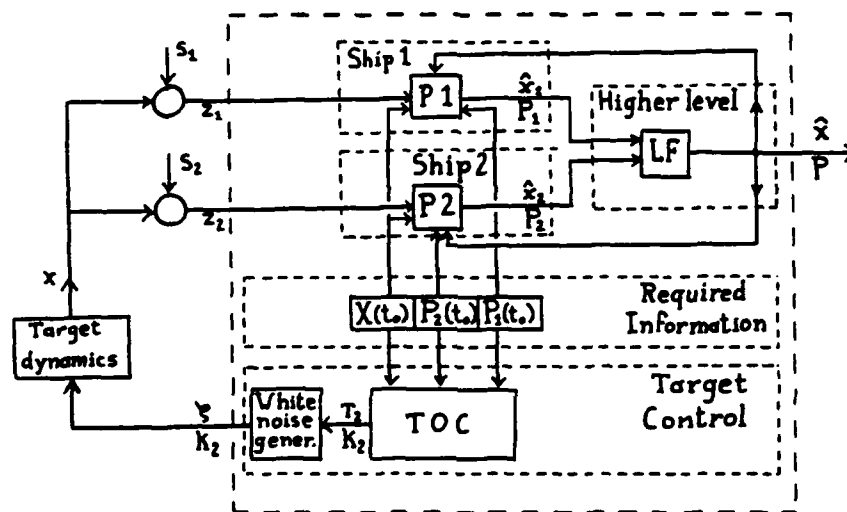 S₁
Ship 1
P 1
x̂₁
P₁
z₁
Higher level
LF
x̂
P
S₂
Ship 2
P 2
x̂₂
P₂
z₂
x
X(t₀) P₂(t₀) P₁(t₀)
Required
Information
Target
dynamics
White
noise
gener.
T₂
K₂
TOC
Target
Control
K₂